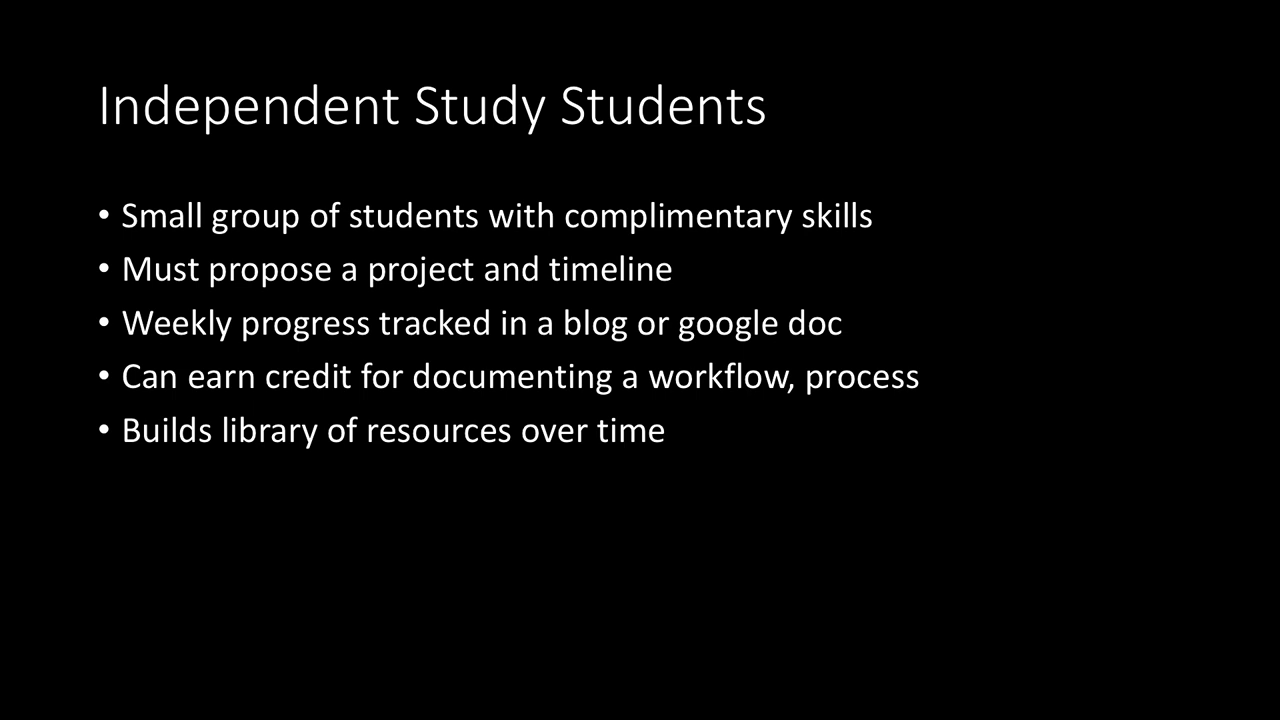 Independent Study Students
• Small group of students with complimentary skills
• Must propose a project and timeline
• Weekly progress tracked in a blog or google doc
• Can earn credit for documenting a workflow, process
• Builds library of resources over time